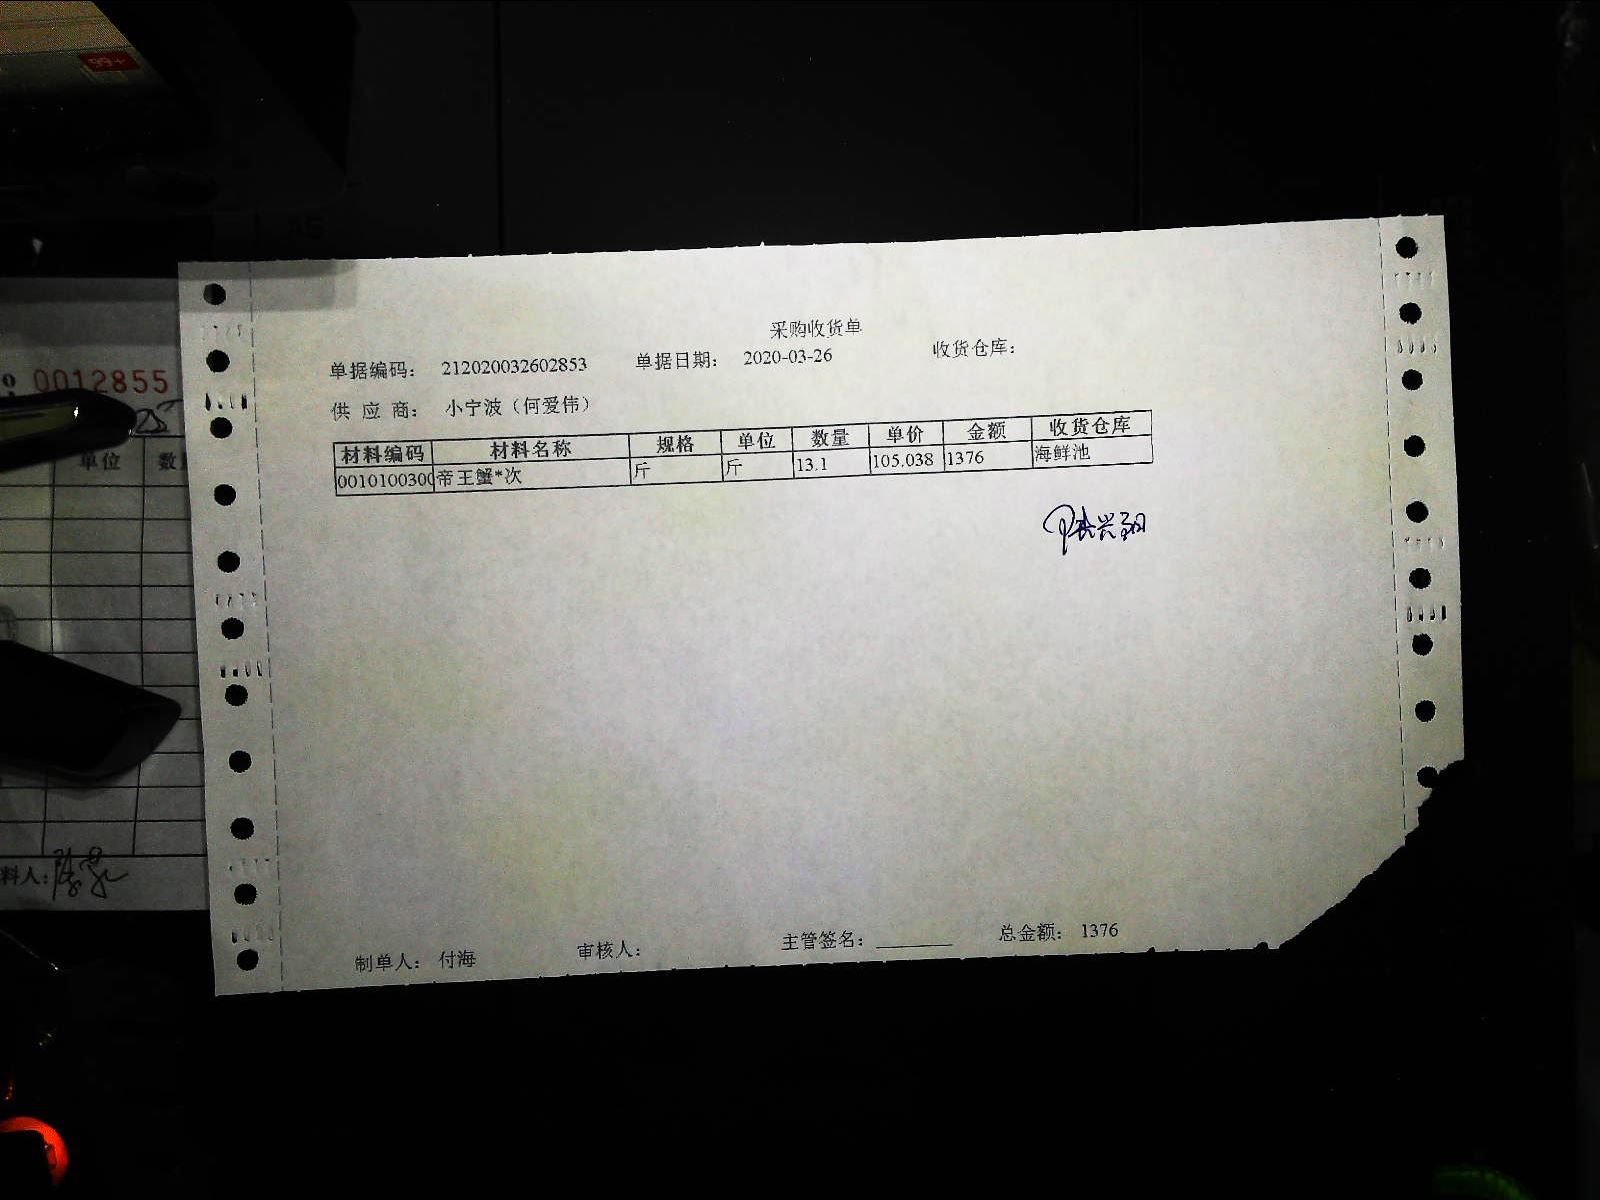 99+
0012855
单位 数
料人:
采购收货单
单据编码: 212020032602853 单据日期: 2020-03-26 收货仓库:
供 应 商: 小宁波（何爱伟）
材料编码 材料名称 规格 单位 数量 单价 金额 收货仓库
0010100300 帝王蟹*次 斤 斤 13.1 105.038 1376 海鲜池
制单人: 付海 审核人: 主管签名: 总金额: 1376